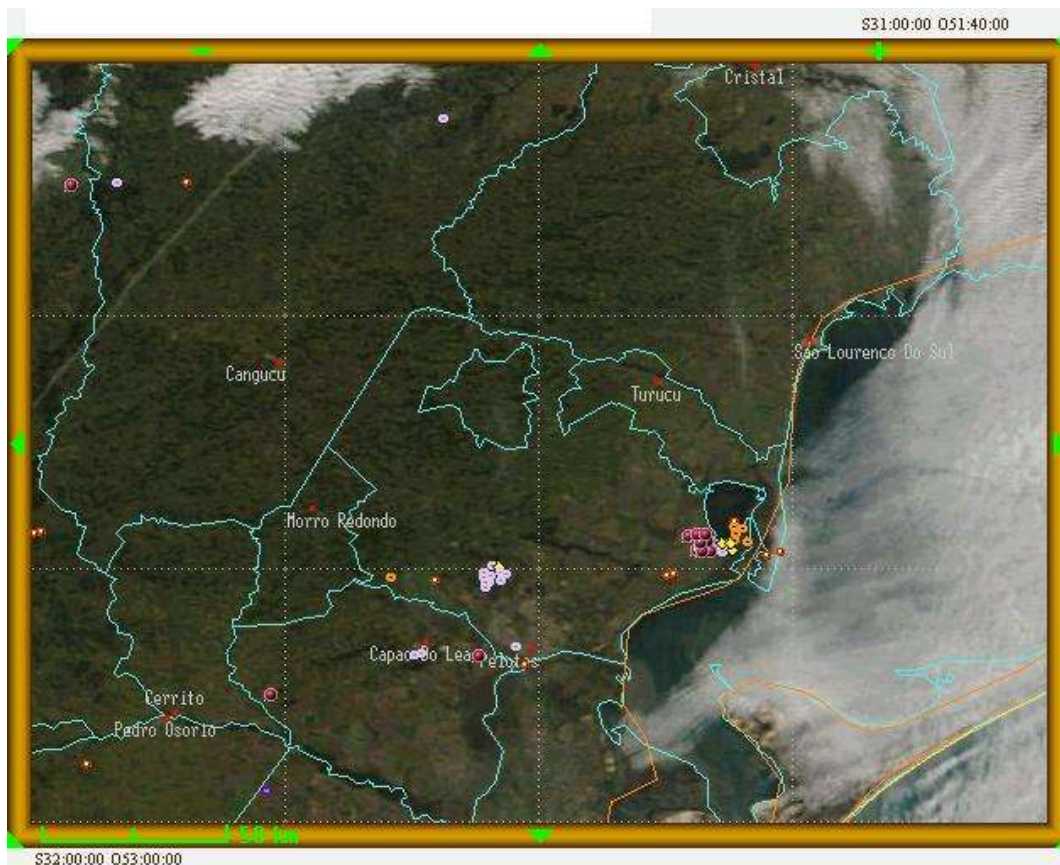 S31:00:00 O51:40:00
Cristal
Sao Lourenco Do Sul
Cangucu
Turucu
Morro Redondo
Capao Do Leao
Pelotas
Cerrito
Pedro Osorio
50 km
S32:00:00 O53:00:00